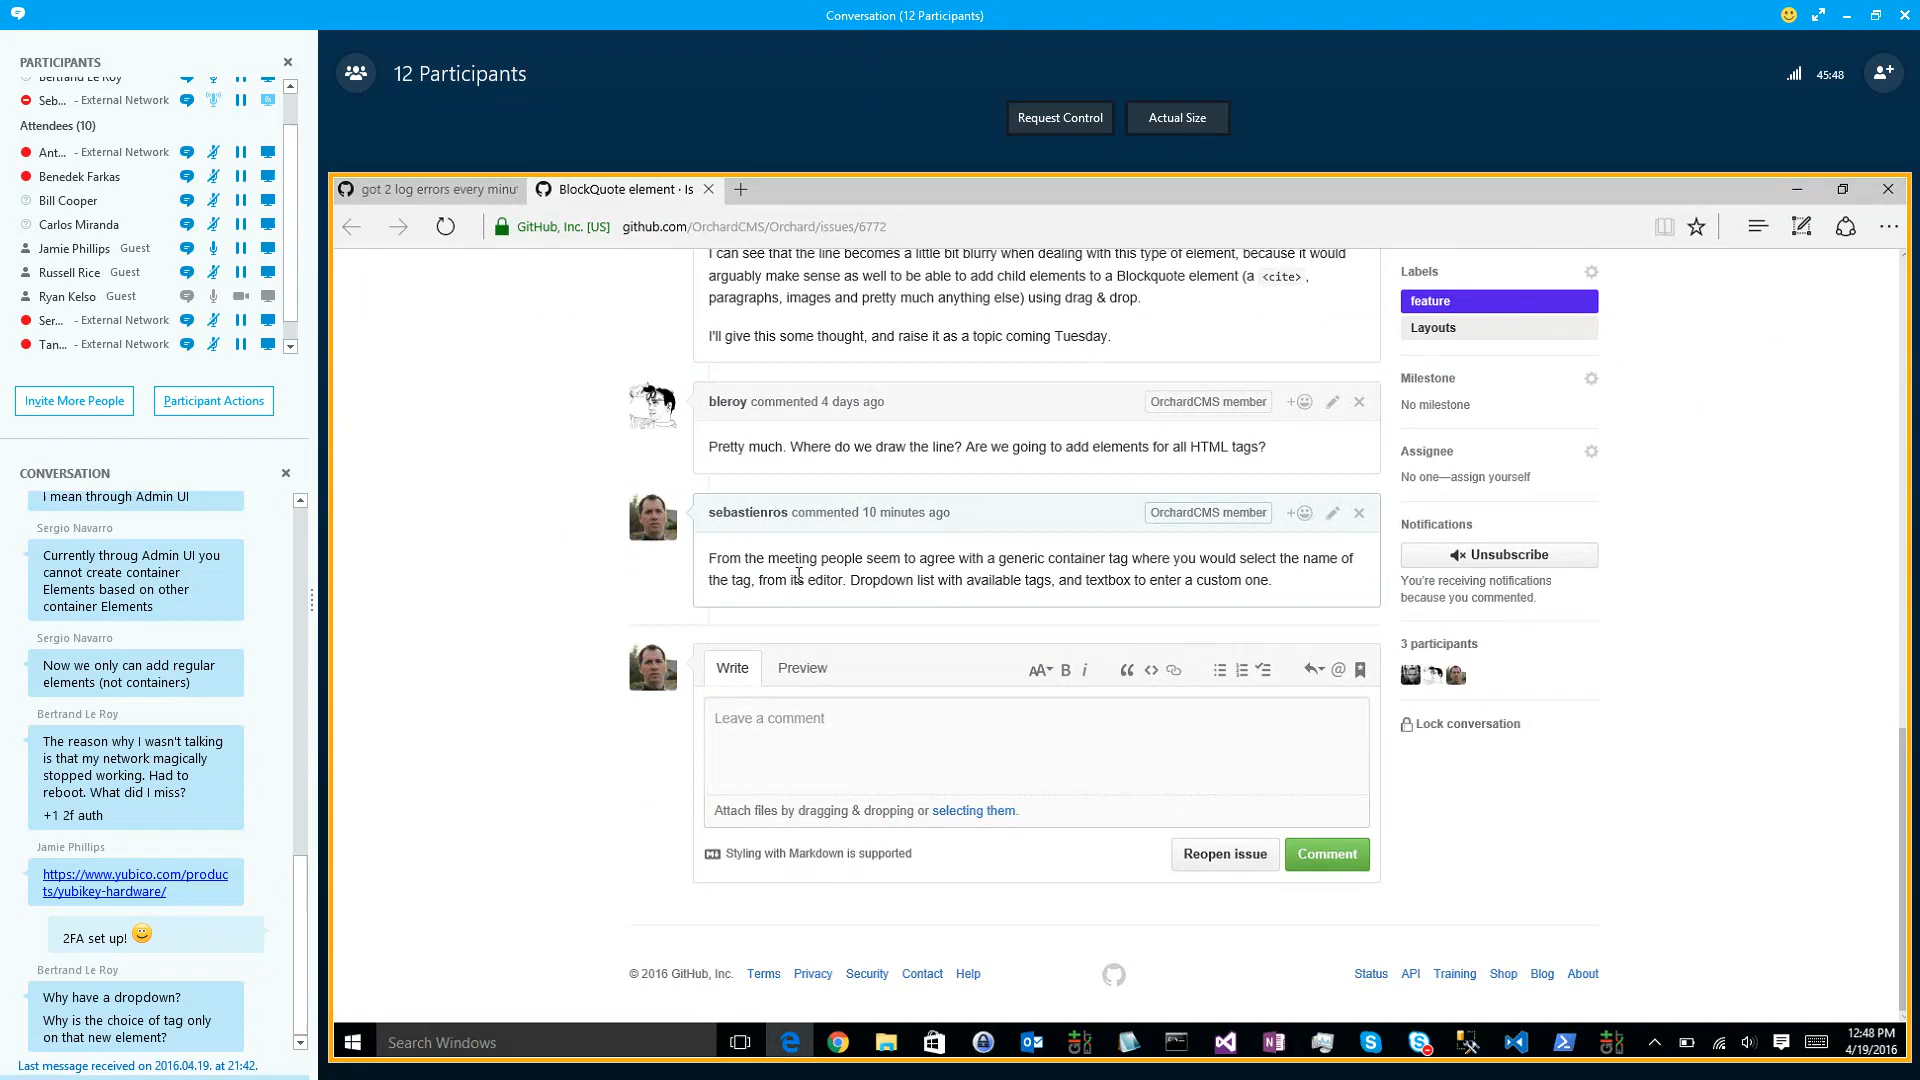 Conversation (12 Participants)
PARTICIPANTS
Bertrand Le Roy
Seb... - External Network
Attendees (10)
Ant... - External Network
Benedek Farkas
Bill Cooper
Carlos Miranda
Jamie Phillips Guest
Russell Rice Guest
Ryan Kelso Guest
Ser... - External Network
Tan... - External Network
Invite More People
Participant Actions
CONVERSATION
I mean through Admin UI
Sergio Navarro
Currently throug Admin UI you
cannot create container
Elements based on other
container Elements
Sergio Navarro
Now we only can add regular
elements (not containers)
Bertrand Le Roy
The reason why I wasn't talking
is that my network magically
stopped working. Had to
reboot. What did I miss?
+1 2f auth
Jamie Phillips
https://www.yubico.com/produc
ts/yubikey-hardware/
2FA set up!
Bertrand Le Roy
Why have a dropdown?
Why is the choice of tag only
on that new element?
Last message received on 2016.04.19. at 21:42.
12 Participants
45:48
Request Control
Actual Size
got 2 log errors every minu
BlockQuote element · Is
GitHub, Inc. [US]
github.com/OrchardCMS/Orchard/issues/6772
I can see that the line becomes a little bit blurry when dealing with this type of element, because it would
arguably make sense as well to be able to add child elements to a Blockquote element (a <cite>,
paragraphs, images and pretty much anything else) using drag & drop.
I'll give this some thought, and raise it as a topic coming Tuesday.
bleroy commented 4 days ago
OrchardCMS member
Pretty much. Where do we draw the line? Are we going to add elements for all HTML tags?
sebastienros commented 10 minutes ago
OrchardCMS member
From the meeting people seem to agree with a generic container tag where you would select the name of
the tag, from its editor. Dropdown list with available tags, and textbox to enter a custom one.
Write
Preview
AA B i
Leave a comment
Attach files by dragging & dropping or selecting them.
Styling with Markdown is supported
Reopen issue
Comment
Labels
feature
Layouts
Milestone
No milestone
Assignee
No one—assign yourself
Notifications
Unsubscribe
You're receiving notifications
because you commented.
3 participants
Lock conversation
© 2016 GitHub, Inc. Terms Privacy Security Contact Help
Status API Training Shop Blog About
Search Windows
12:48 PM
4/19/2016